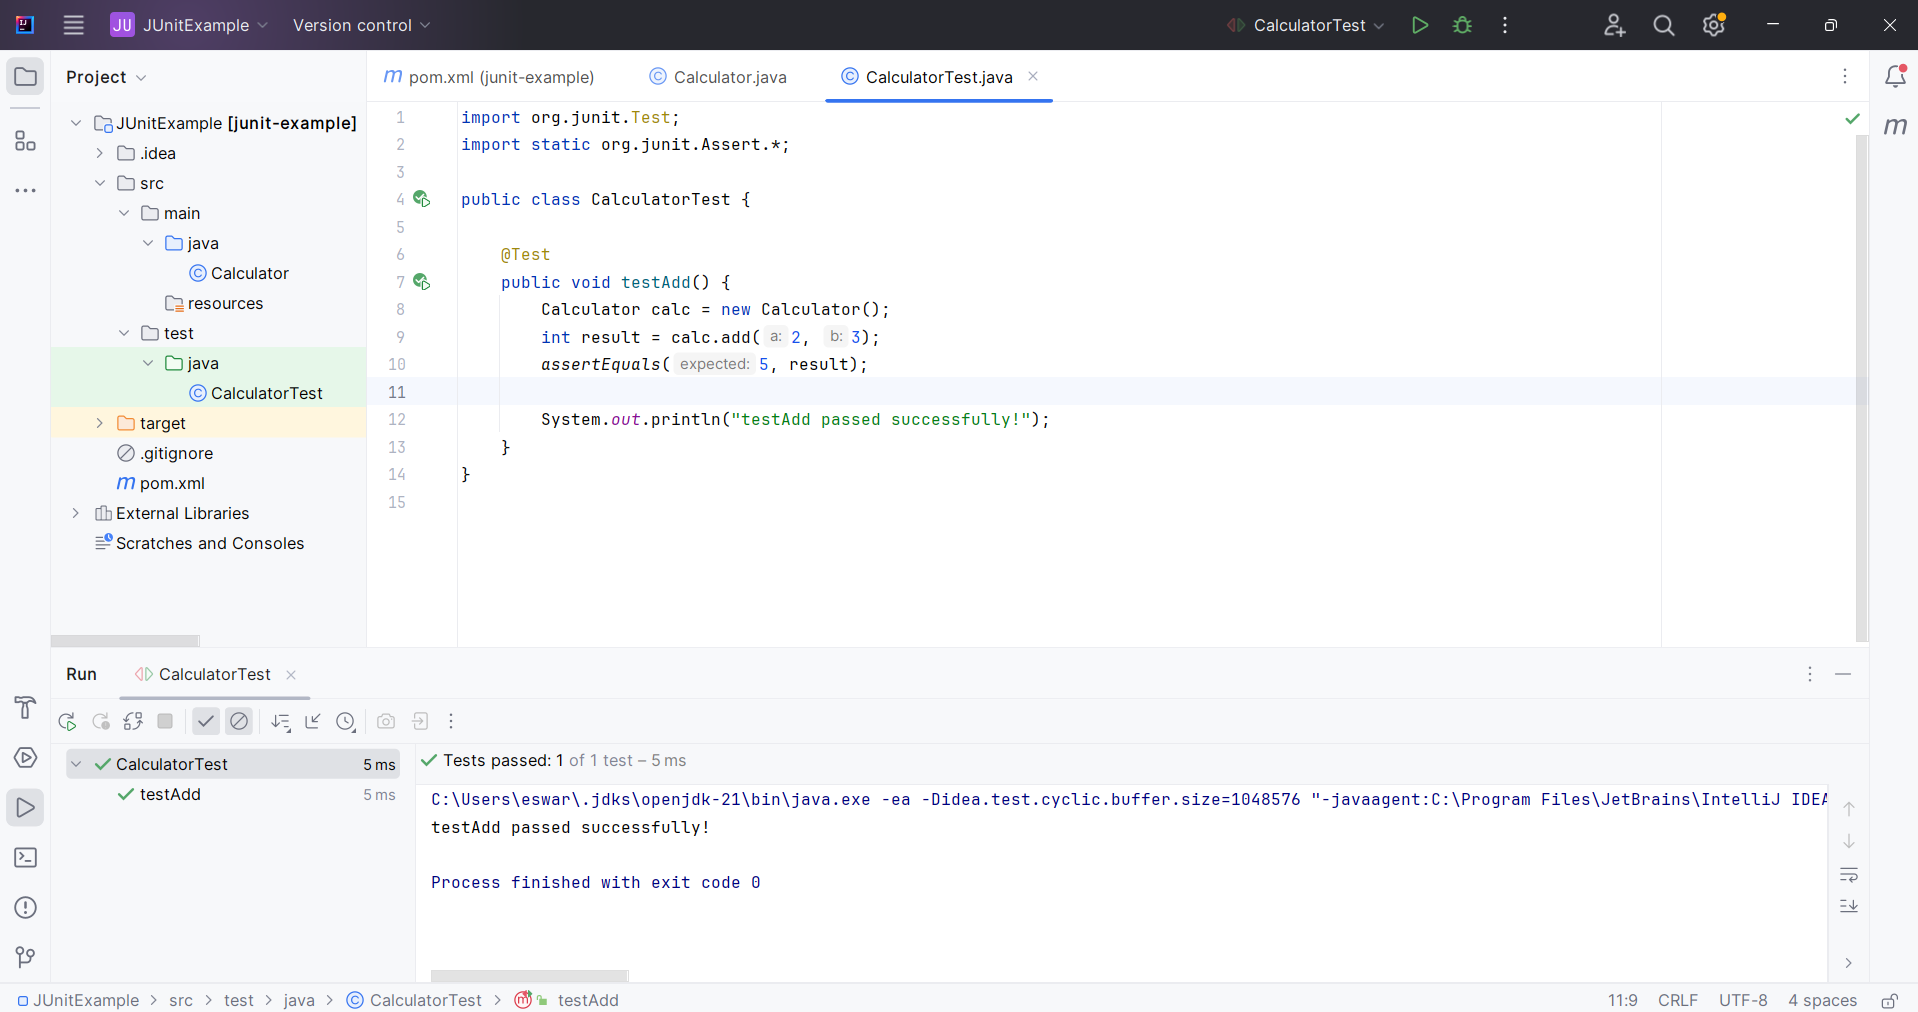 JU JUnitExample Version control CalculatorTest
Project
pom.xml (junit-example) Calculator.java CalculatorTest.java
JUnitExample [junit-example]
.idea
src
main
java
Calculator
resources
test
java
CalculatorTest
target
.gitignore
m pom.xml
External Libraries
Scratches and Consoles
1 import org.junit.Test;
2 import static org.junit.Assert.*;
3
4 public class CalculatorTest {
5
6 @Test
7 public void testAdd() {
8 Calculator calc = new Calculator();
9 int result = calc.add( a: 2, b: 3);
10 assertEquals( expected: 5, result);
11
12 System.out.println("testAdd passed successfully!");
13 }
14 }
15
Run CalculatorTest
CalculatorTest 5 ms
testAdd 5 ms
Tests passed: 1 of 1 test – 5 ms
C:\Users\eswar\.jdks\openjdk-21\bin\java.exe -ea -Didea.test.cyclic.buffer.size=1048576 "-javaagent:C:\Program Files\JetBrains\IntelliJ IDEA
testAdd passed successfully!
Process finished with exit code 0
JUnitExample > src > test > java > CalculatorTest > testAdd
11:9 CRLF UTF-8 4 spaces